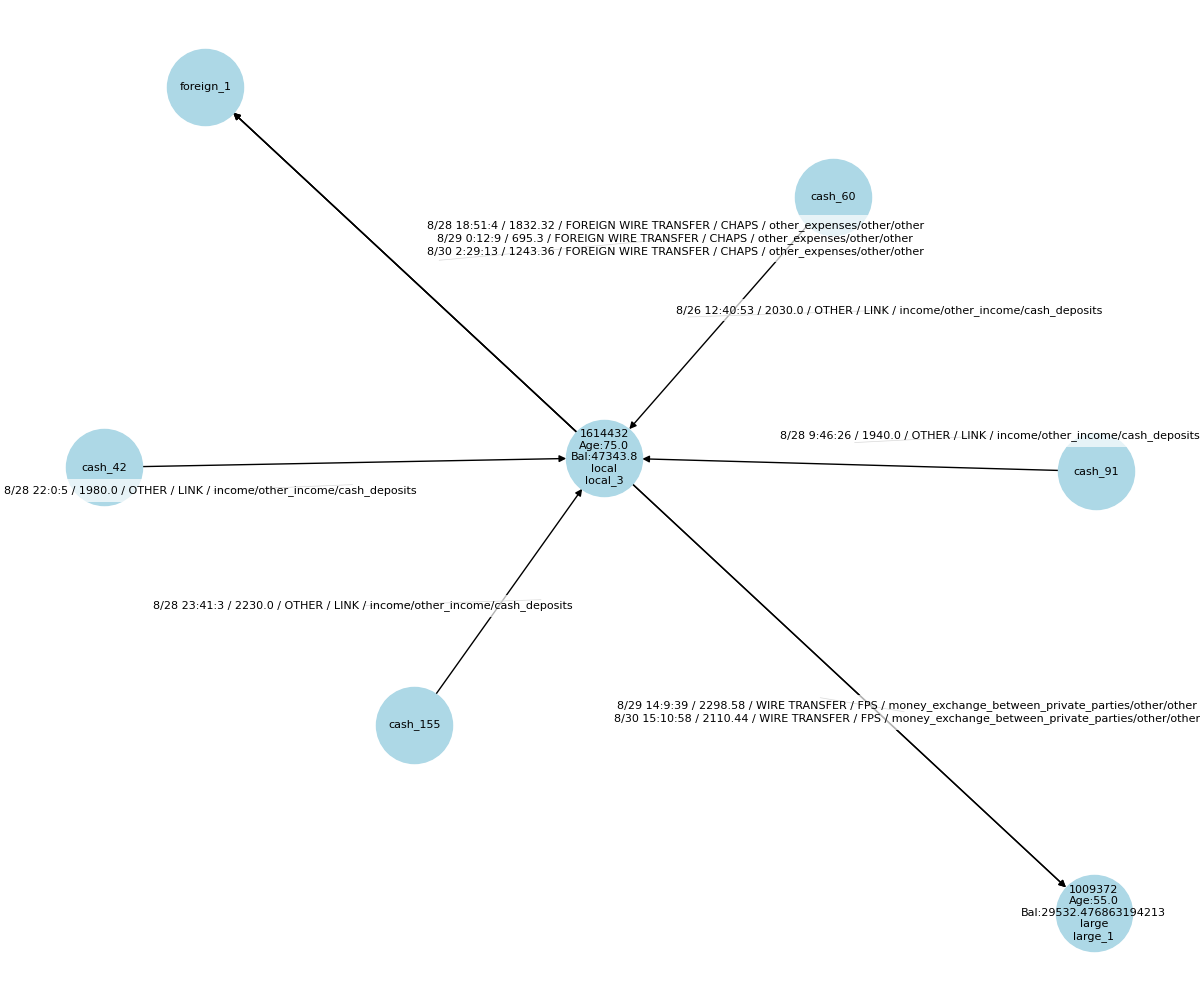 foreign_1
cash_60
8/28 18:51:4 / 1832.32 / FOREIGN WIRE TRANSFER / CHAPS / other_expenses/other/other
8/29 0:12:9 / 695.3 / FOREIGN WIRE TRANSFER / CHAPS / other_expenses/other/other
8/30 2:29:13 / 1243.36 / FOREIGN WIRE TRANSFER / CHAPS / other_expenses/other/other
8/26 12:40:53 / 2030.0 / OTHER / LINK / income/other_income/cash_deposits
1614432
Age:75.0
Bal:47343.8
local
local_3
8/28 9:46:26 / 1940.0 / OTHER / LINK / income/other_income/cash_deposits
cash_91
cash_42
8/28 22:0:5 / 1980.0 / OTHER / LINK / income/other_income/cash_deposits
8/28 23:41:3 / 2230.0 / OTHER / LINK / income/other_income/cash_deposits
cash_155
8/29 14:9:39 / 2298.58 / WIRE TRANSFER / FPS / money_exchange_between_private_parties/other/other
8/30 15:10:58 / 2110.44 / WIRE TRANSFER / FPS / money_exchange_between_private_parties/other/other
1009372
Age:55.0
Bal:29532.476863194213
large
large_1